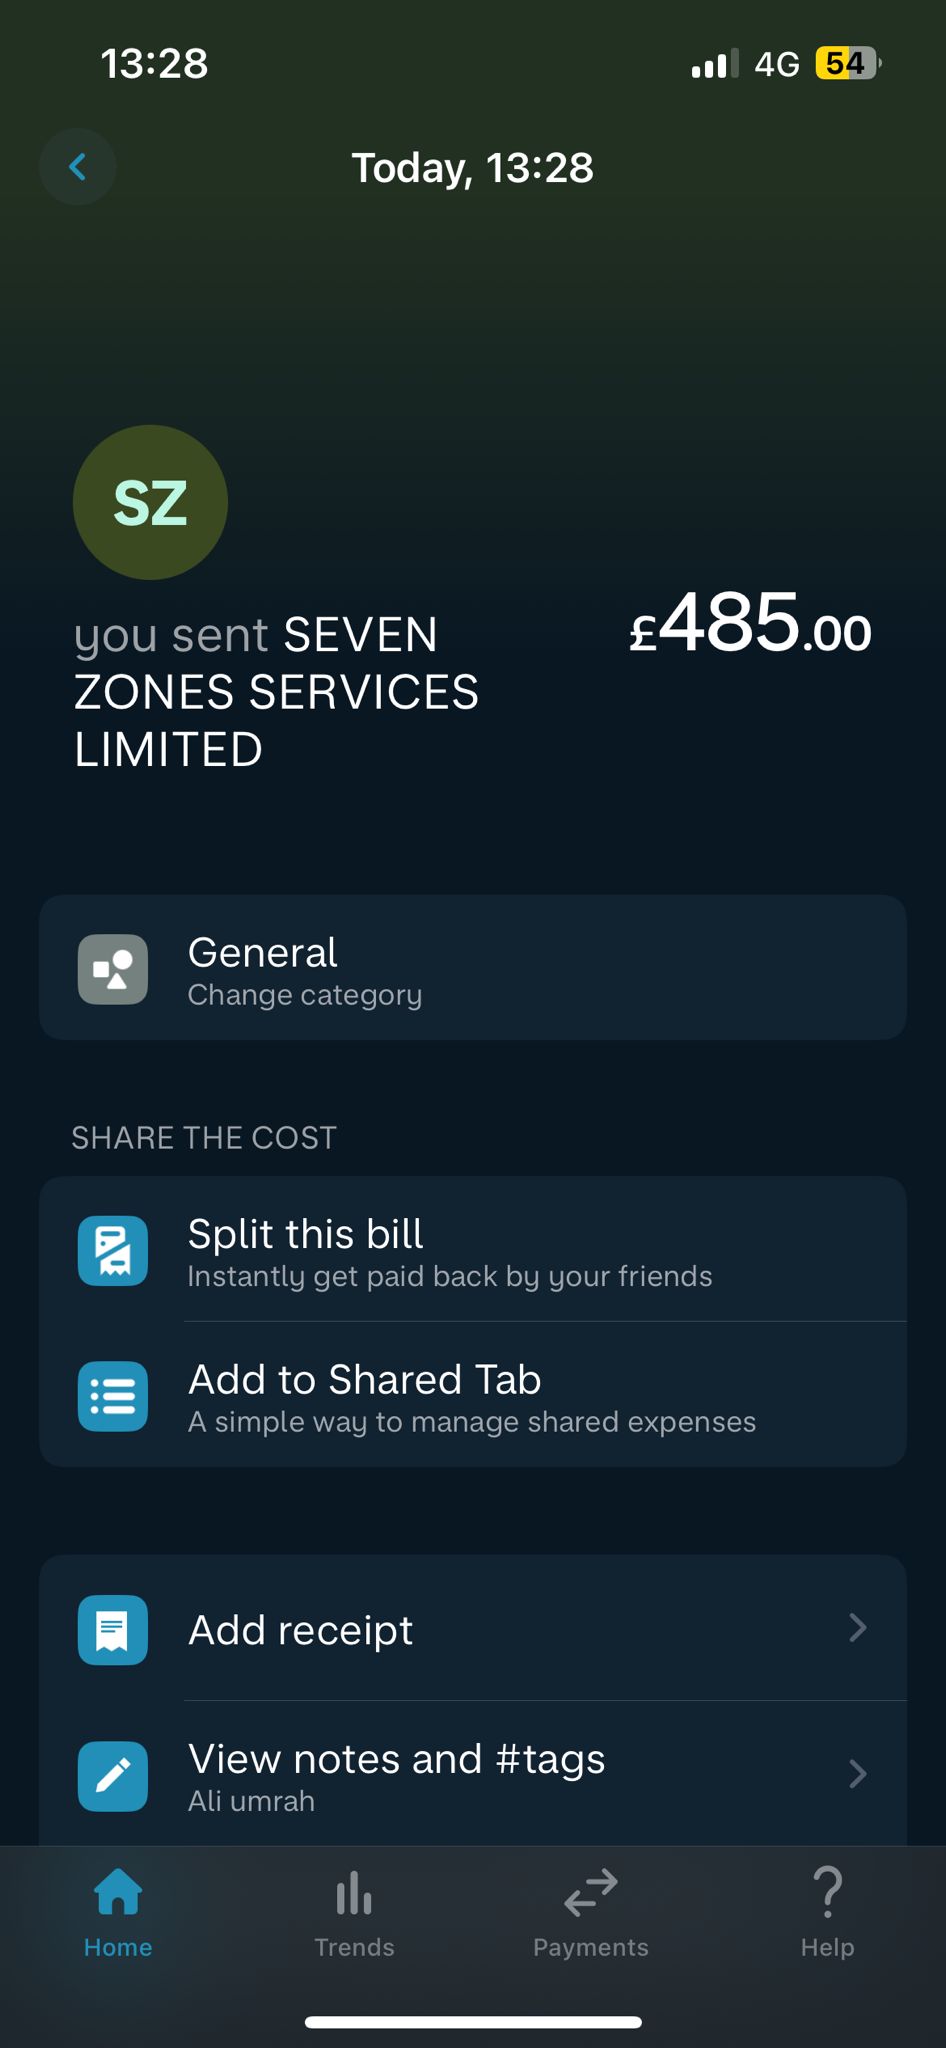 13:28
4G 54
Today, 13:28
SZ
you sent SEVEN
ZONES SERVICES
LIMITED
£485.00
General
Change category
SHARE THE COST
Split this bill
Instantly get paid back by your friends
Add to Shared Tab
A simple way to manage shared expenses
Add receipt
View notes and #tags
Ali umrah
Home
Trends
Payments
Help